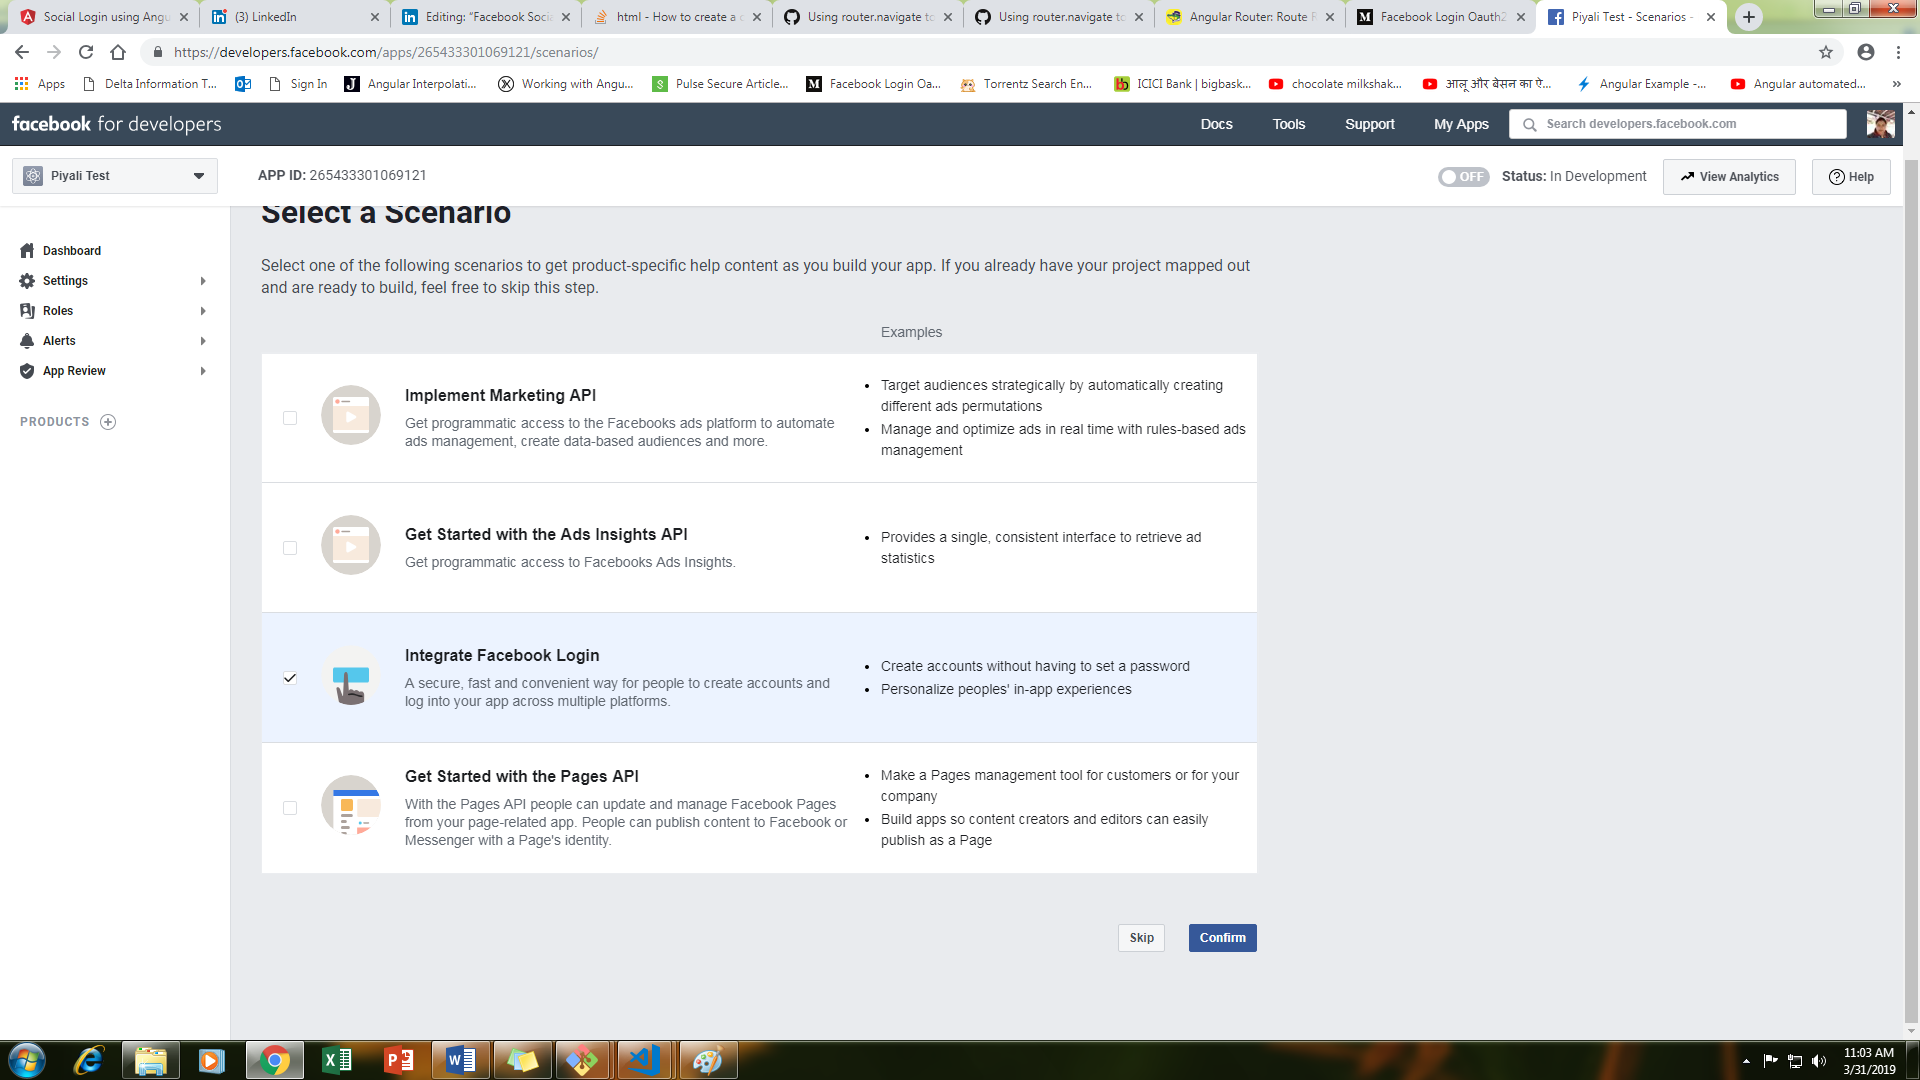 Social Login using Angu
(3) LinkedIn
Editing: "Facebook Socia
html - How to create a c
Using router.navigate to
Using router.navigate to
Angular Router: Route P
Facebook Login Oauth2
Piyali Test - Scenarios -
https://developers.facebook.com/apps/265433301069121/scenarios/
Apps
Delta Information T...
Sign In
Angular Interpolati...
Working with Angu...
Pulse Secure Article...
Facebook Login Oa...
Torrentz Search En...
ICICI Bank | bigbask...
chocolate milkshak...
आलू और बेसन का ऐ...
Angular Example -...
Angular automated...
facebook for developers
Docs
Tools
Support
My Apps
Search developers.facebook.com
Piyali Test
APP ID: 265433301069121
OFF
Status: In Development
View Analytics
Help
Dashboard
Settings
Roles
Alerts
App Review
PRODUCTS
Select a Scenario
Select one of the following scenarios to get product-specific help content as you build your app. If you already have your project mapped out
and are ready to build, feel free to skip this step.
Examples
Implement Marketing API
Get programmatic access to the Facebooks ads platform to automate
ads management, create data-based audiences and more.
• Target audiences strategically by automatically creating
different ads permutations
• Manage and optimize ads in real time with rules-based ads
management
Get Started with the Ads Insights API
Get programmatic access to Facebooks Ads Insights.
• Provides a single, consistent interface to retrieve ad
statistics
Integrate Facebook Login
A secure, fast and convenient way for people to create accounts and
log into your app across multiple platforms.
• Create accounts without having to set a password
• Personalize peoples' in-app experiences
Get Started with the Pages API
With the Pages API people can update and manage Facebook Pages
from your page-related app. People can publish content to Facebook or
Messenger with a Page's identity.
• Make a Pages management tool for customers or for your
company
• Build apps so content creators and editors can easily
publish as a Page
Skip
Confirm
11:03 AM
3/31/2019